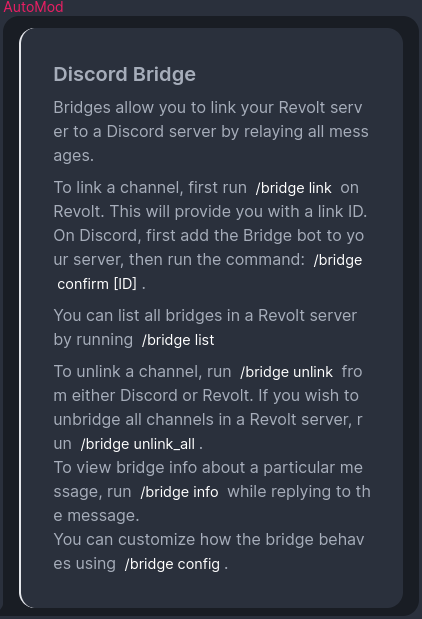 AutoMod
Discord Bridge
Bridges allow you to link your Revolt serv
er to a Discord server by relaying all mess
ages.
To link a channel, first run /bridge link on
Revolt. This will provide you with a link ID.
On Discord, first add the Bridge bot to yo
ur server, then run the command: /bridge
confirm [ID] .
You can list all bridges in a Revolt server
by running /bridge list
To unlink a channel, run /bridge unlink fro
m either Discord or Revolt. If you wish to
unbridge all channels in a Revolt server, r
un /bridge unlink_all .
To view bridge info about a particular me
ssage, run /bridge info while replying to th
e message.
You can customize how the bridge behav
es using /bridge config .